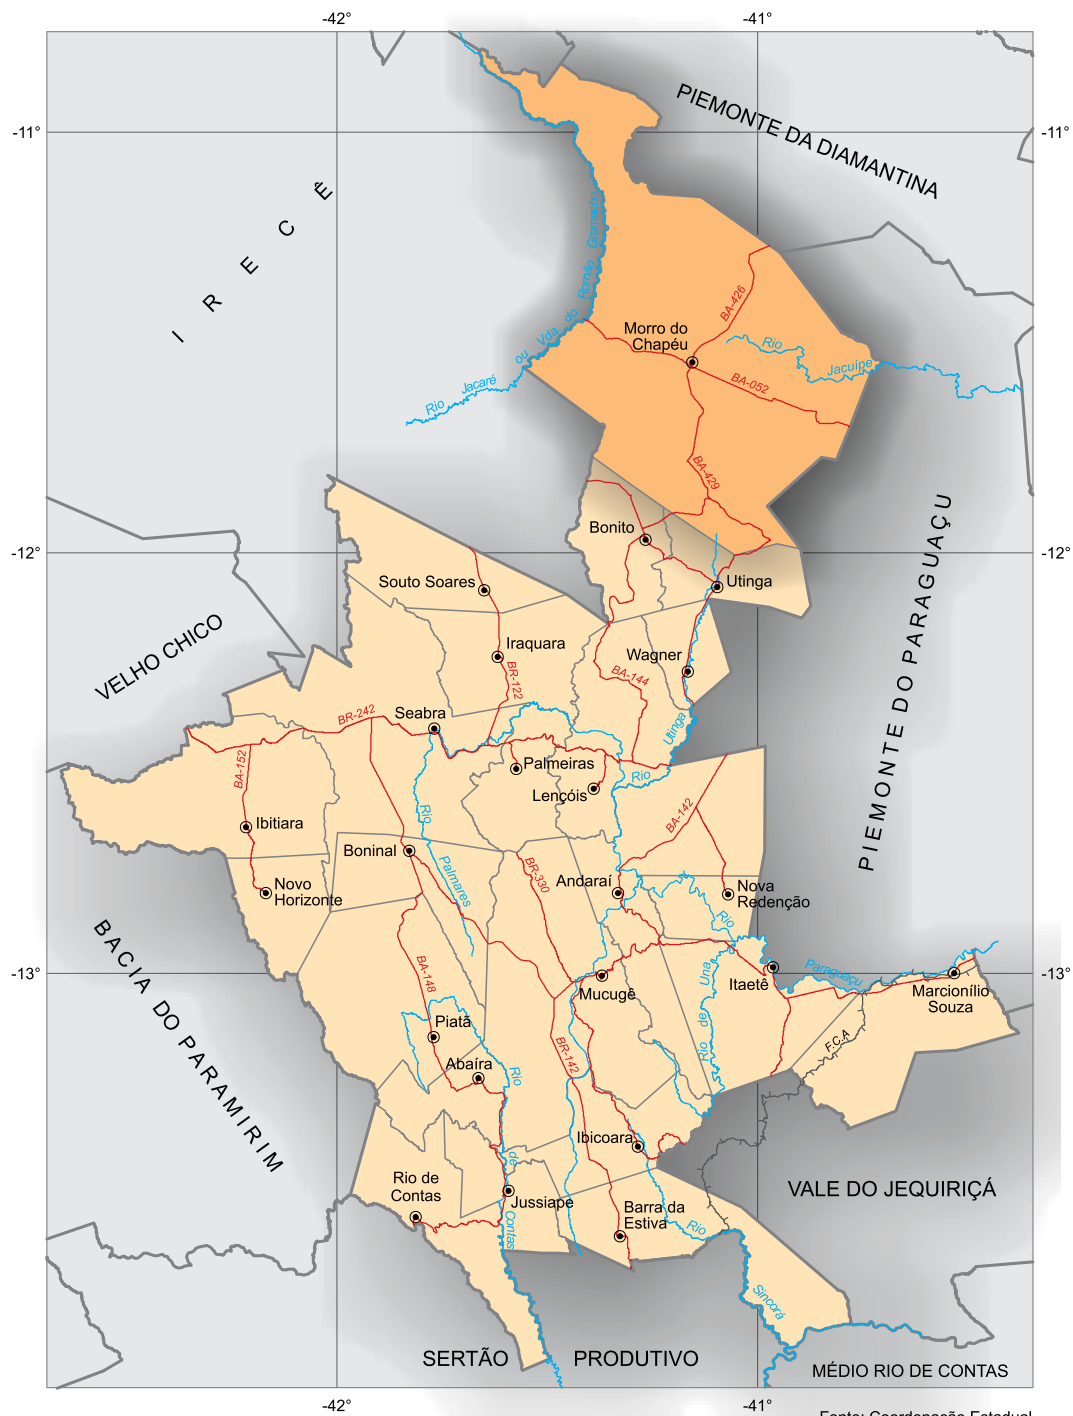 -42°
-41°
-11°
-11°
PIEMONTE DA DIAMANTINA
IRECÊ
Rio Jacaré ou Vda. do Romão Gramacho
BA-426
Morro do
Chapéu
Rio Jacuípe
BA-052
BA-429
PIEMONTE DO PARAGUAÇU
Bonito
-12°
-12°
Utinga
Souto Soares
VELHO CHICO
Iraquara
Wagner
BR-122
BA-144
Seabra
BR-242
Utinga
Rio
BA-152
Palmeiras
Lençóis
BA-142
Ibitiara
Rio
Palmares
Boninal
BR-330
Andaraí
Novo
Horizonte
Nova
Redenção
Rio
Paraguaçu
BACIA DO PARAMIRIM
BA-148
-13°
-13°
Mucugê
Itaetê
Rio de Una
Marcionílio
Souza
Piatã
F.C.A
BR-142
Abaíra
Rio
de
Contas
Ibicoara
Rio de
Contas
Jussiape
Barra da
Estiva
Rio
Sincorá
VALE DO JEQUIRIÇÁ
SERTÃO PRODUTIVO
MÉDIO RIO DE CONTAS
-42°
-41°
Fonte: Coordenação Estadual